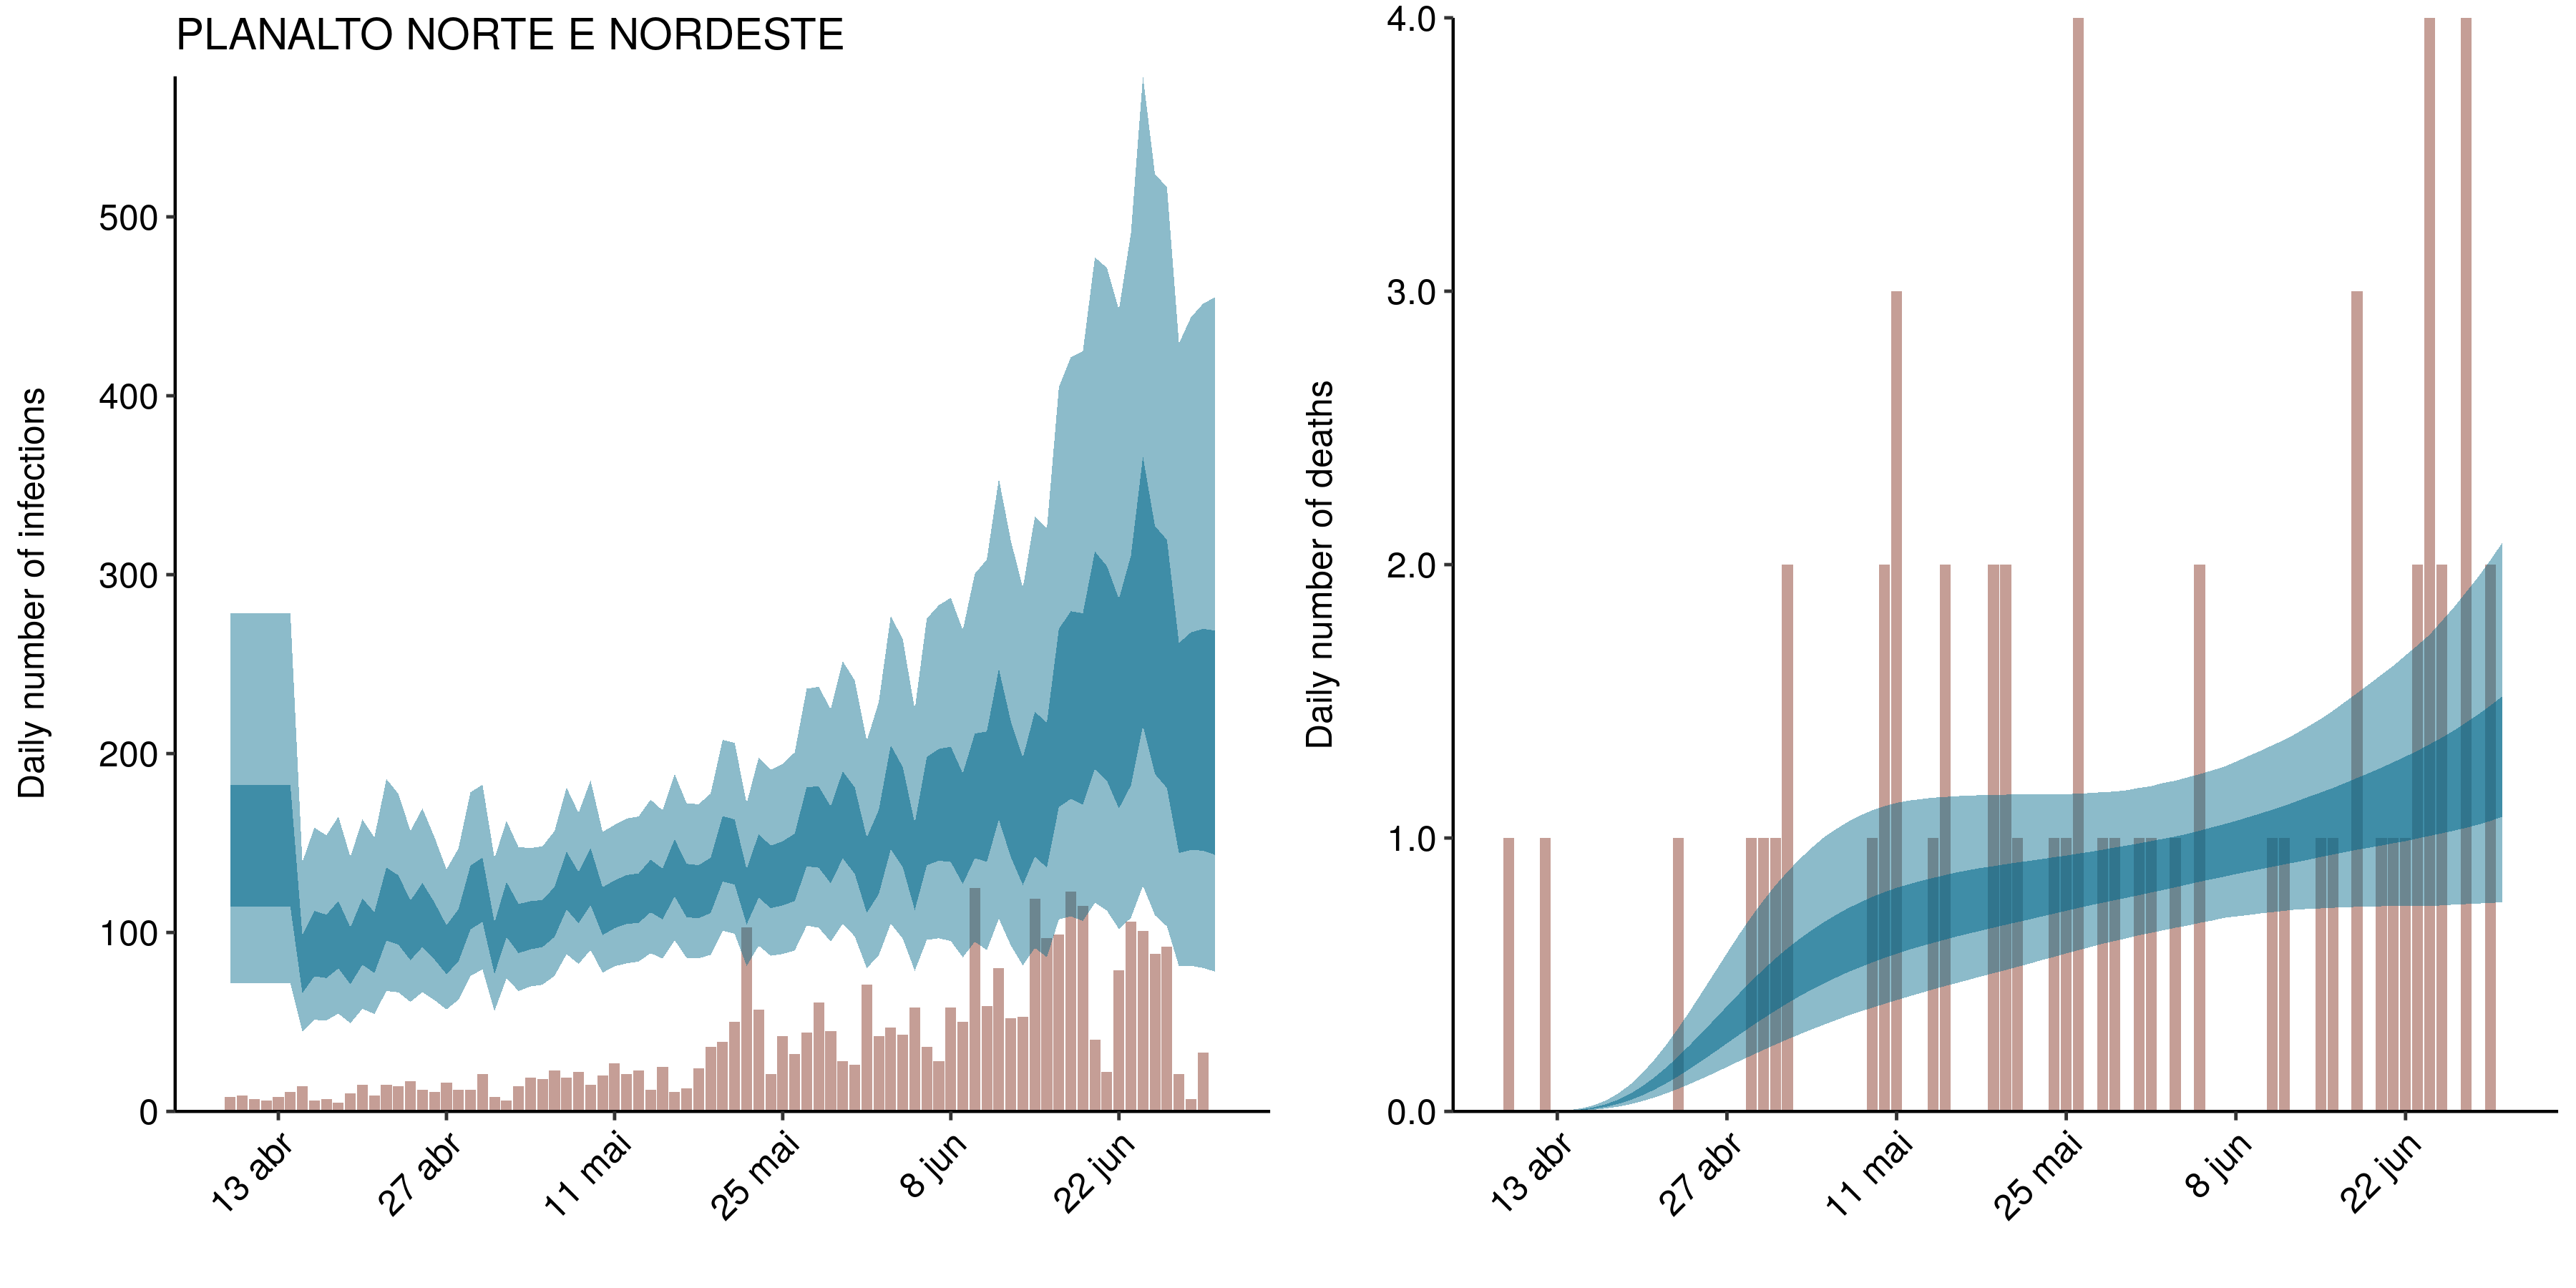 PLANALTO NORTE E NORDESTE
Daily number of infections
500
400
300
200
100
0
13 abr
27 abr
11 mai
25 mai
8 jun
22 jun
Daily number of deaths
4.0
3.0
2.0
1.0
0.0
13 abr
27 abr
11 mai
25 mai
8 jun
22 jun